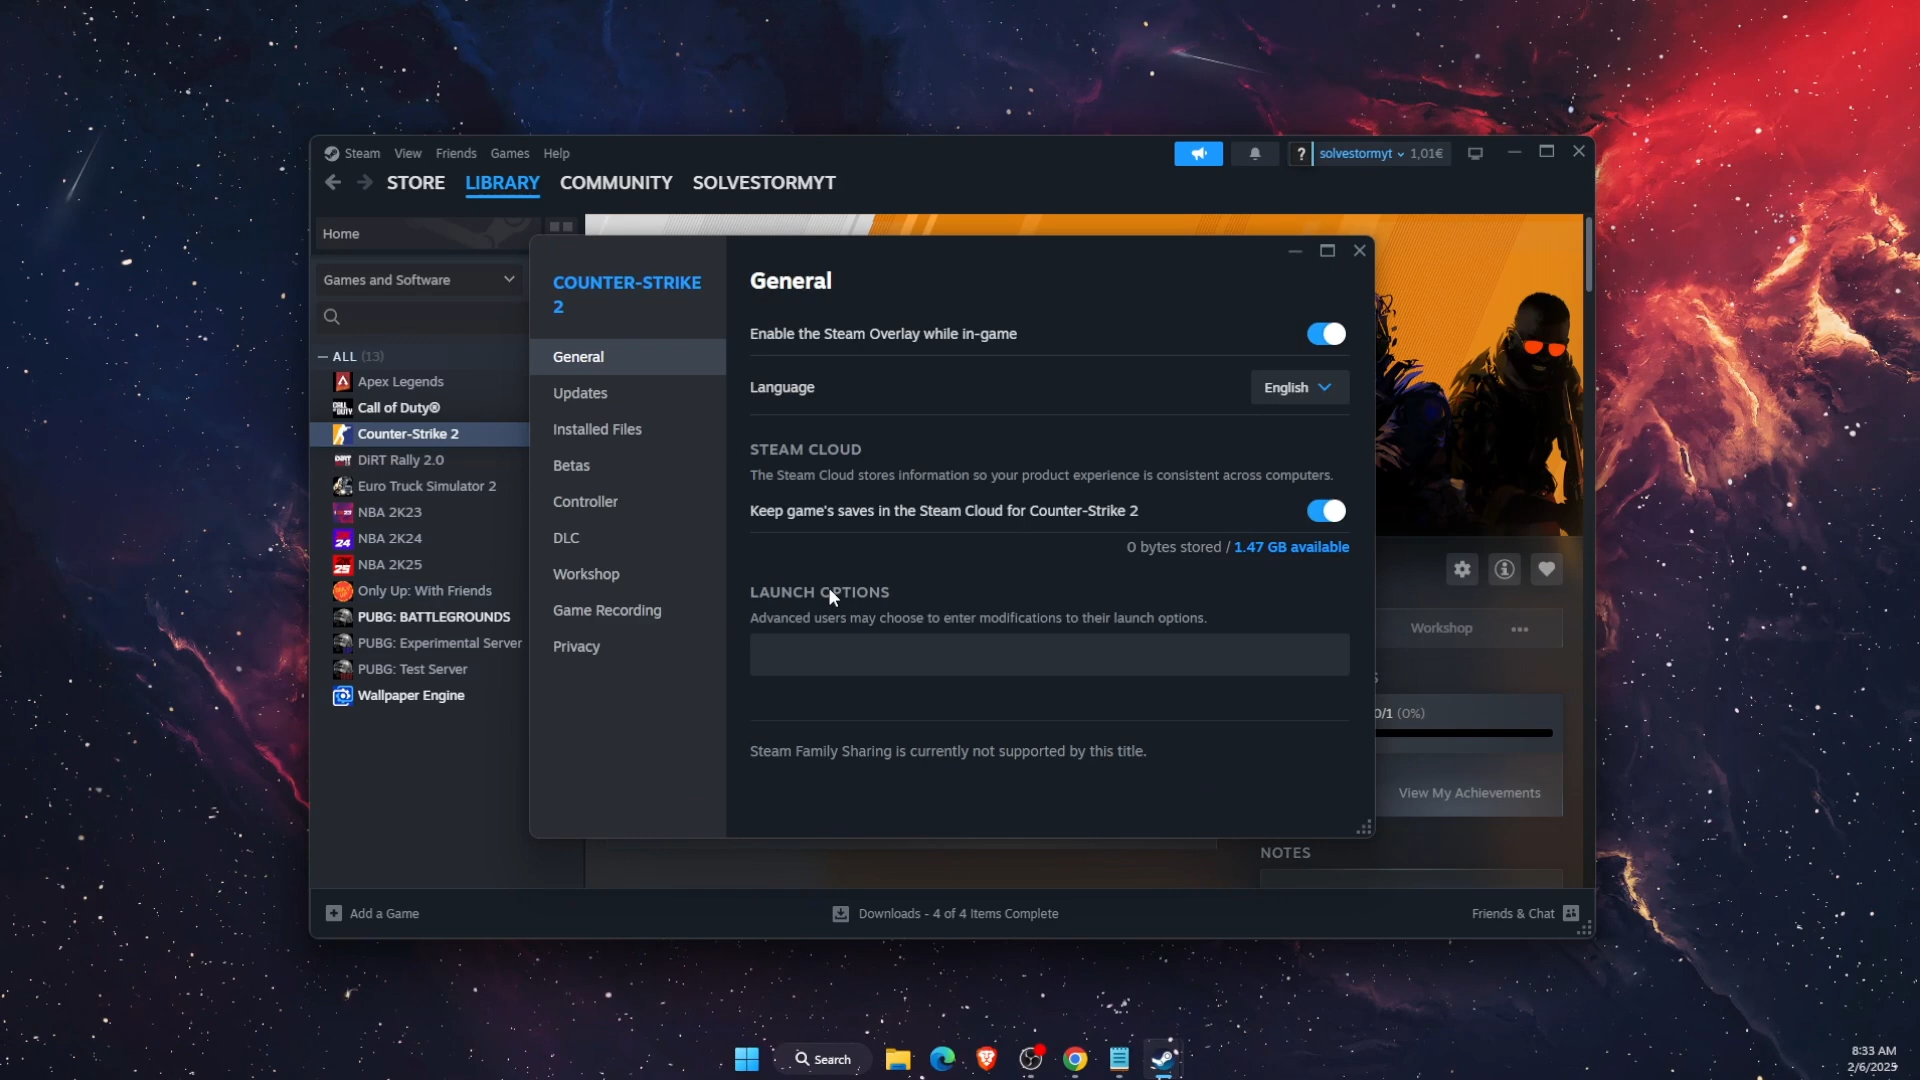 Steam View Friends Games Help
? solvestormyt 1,01€
STORE LIBRARY COMMUNITY SOLVESTORMYT
Home
Games and Software
— ALL (13)
Apex Legends
Call of Duty®
Counter-Strike 2
DiRT Rally 2.0
Euro Truck Simulator 2
NBA 2K23
NBA 2K24
NBA 2K25
Only Up: With Friends
PUBG: BATTLEGROUNDS
PUBG: Experimental Server
PUBG: Test Server
Wallpaper Engine
COUNTER-STRIKE
2
General
Updates
Installed Files
Betas
Controller
DLC
Workshop
Game Recording
Privacy
General
Enable the Steam Overlay while in-game
Language English
STEAM CLOUD
The Steam Cloud stores information so your product experience is consistent across computers.
Keep game's saves in the Steam Cloud for Counter-Strike 2
0 bytes stored / 1.47 GB available
LAUNCH OPTIONS
Advanced users may choose to enter modifications to their launch options.
Steam Family Sharing is currently not supported by this title.
Workshop
0/1 (0%)
View My Achievements
NOTES
Add a Game
Downloads - 4 of 4 Items Complete
Friends & Chat
Search
8:33 AM
2/6/2025